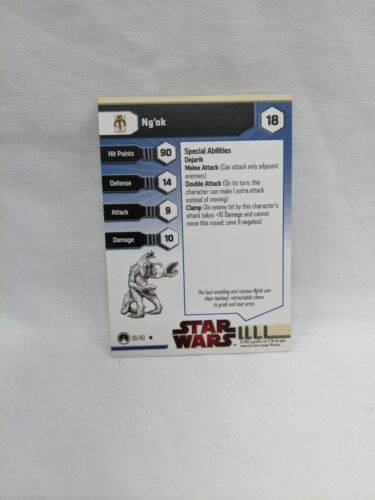 Ng'ok
18
Hit Points 90
Defense 14
Attack 9
Damage 10
Special Abilities
Dejarik
Melee Attack (Can attack only adjacent
enemies)
Double Attack (On its turn, this
character can make 1 extra attack
instead of moving)
Clamp (An enemy hit by this character's
attack takes +10 Damage and cannot
move this round; save 11 negates)
The foul-smelling and vicious Ng'ok use
their barbed, retractable claws
to grab and tear prey.
36/40
STAR
WARS